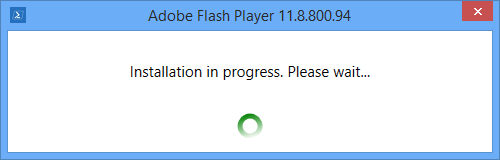 Adobe Flash Player 11.8.800.94
Installation in progress. Please wait...